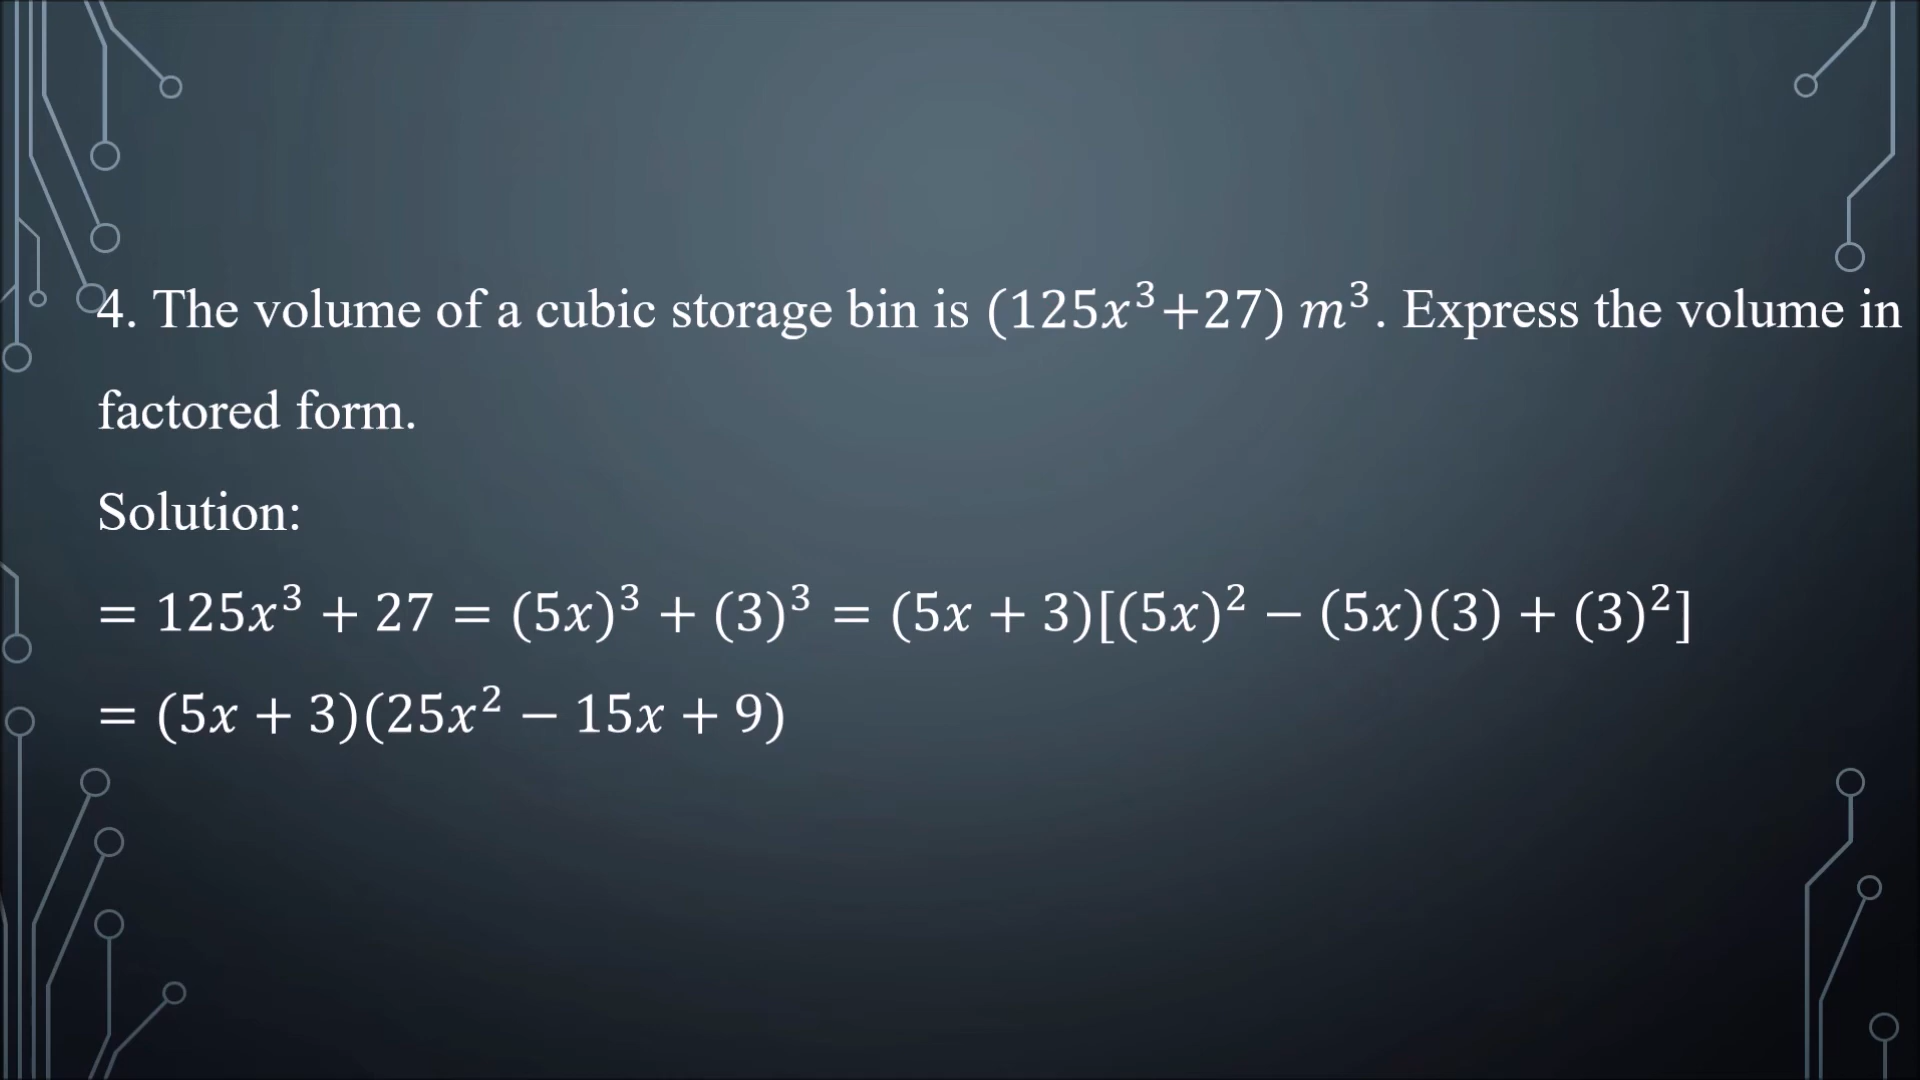 4. The volume of a cubic storage bin is (125x³+27) m³. Express the volume in
factored form.
Solution:
= 125x³ + 27 = (5x)³ + (3)³ = (5x + 3)[(5x)² − (5x)(3) + (3)²]
= (5x + 3)(25x² − 15x + 9)